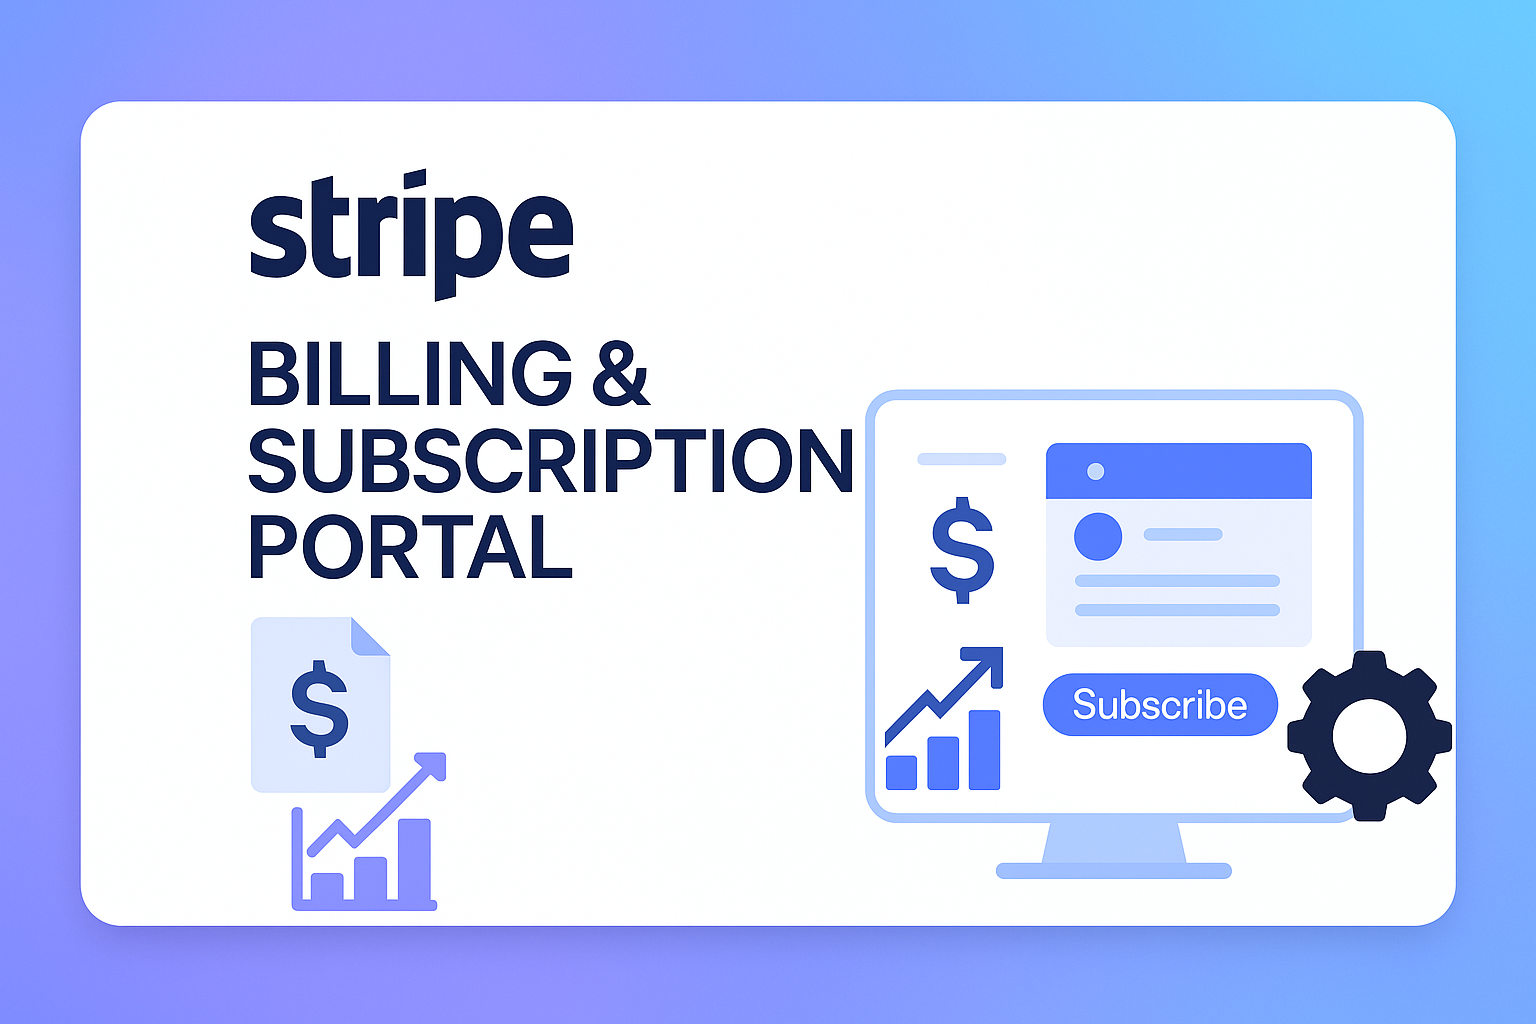 stripe
BILLING &
SUBSCRIPTION
PORTAL
$
$
Subscribe